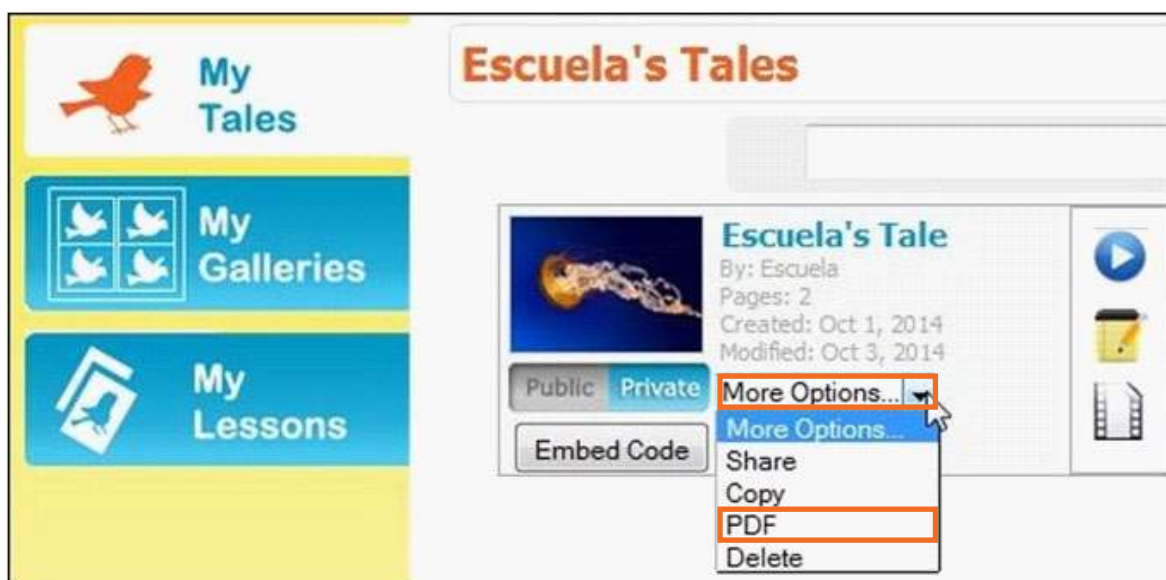 My
Tales
My
Galleries
My
Lessons
Escuela's Tales
Escuela's Tale
By: Escuela
Pages: 2
Created: Oct 1, 2014
Modified: Oct 3, 2014
Public Private
Embed Code
More Options...
More Options...
Share
Copy
PDF
Delete